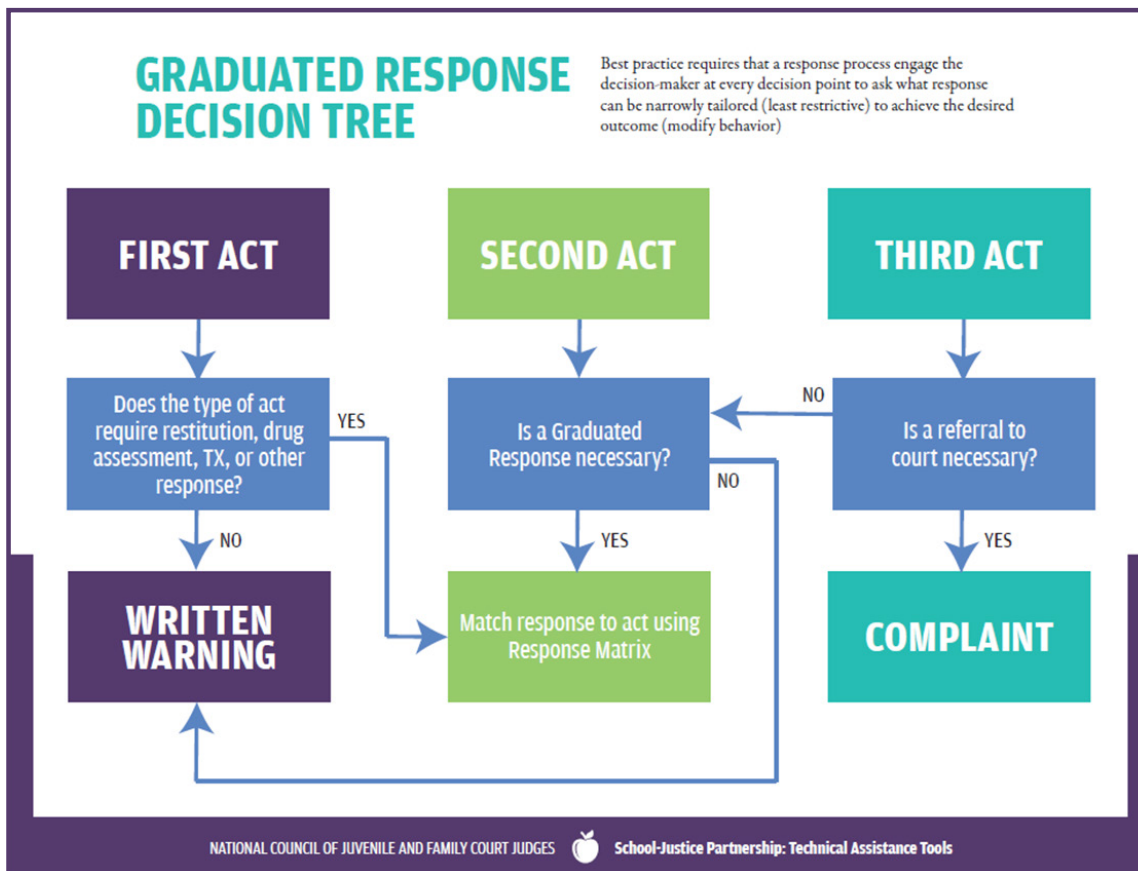 GRADUATED RESPONSE
DECISION TREE
Best practice requires that a response process engage the
decision-maker at every decision point to ask what response
can be narrowly tailored (least restrictive) to achieve the desired
outcome (modify behavior)
FIRST ACT
SECOND ACT
THIRD ACT
Does the type of act
require restitution, drug
assessment, TX, or other
response?
YES
NO
Is a Graduated
Response necessary?
NO
YES
NO
Is a referral to
court necessary?
YES
WRITTEN
WARNING
Match response to act using
Response Matrix
COMPLAINT
NATIONAL COUNCIL OF JUVENILE AND FAMILY COURT JUDGES School-Justice Partnership: Technical Assistance Tools